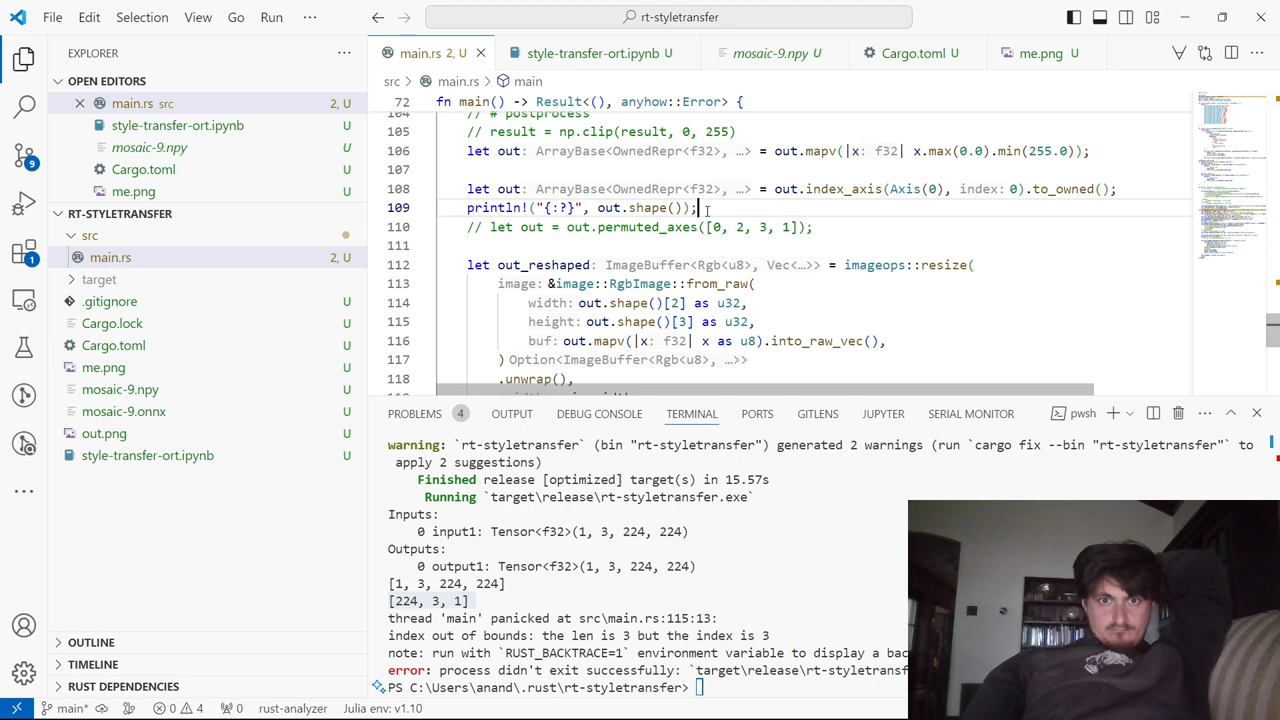 File Edit Selection View Go Run ··· rt-styletransfer
EXPLORER ···
OPEN EDITORS
main.rs src 2, U
style-transfer-ort.ipynb U
mosaic-9.npy U
Cargo.toml U
me.png U
RT-STYLETRANSFER
main.rs 2, U
target
.gitignore U
Cargo.lock U
Cargo.toml U
me.png U
mosaic-9.npy U
mosaic-9.onnx U
out.png U
style-transfer-ort.ipynb U
OUTLINE
TIMELINE
RUST DEPENDENCIES
9
1
main.rs 2, U style-transfer-ort.ipynb U mosaic-9.npy U Cargo.toml U me.png U ···
src > main.rs > main
72 fn main() -> Result<(), anyhow::Error> {
104 // # postprocess
105 // result = np.clip(result, 0, 255)
106 let out: ArrayBase<OwnedRepr<f32>, …> = out.mapv(|x: f32| x.max(0.0).min(255.0));
107
108 let out: ArrayBase<OwnedRepr<f32>, …> = out.index_axis(Axis(0), index: 0).to_owned();
109
110
111
112 let out_reshaped: ImageBuffer<Rgb<u8>, Vec<u8>> = imageops::resize(
113 image: &image::RgbImage::from_raw(
114 width: out.shape()[2] as u32,
115 height: out.shape()[3] as u32,
116 buf: out.mapv(|x: f32| x as u8).into_raw_vec(),
117 ) Option<ImageBuffer<Rgb<u8>, …>>
118 .unwrap(),
PROBLEMS 4 OUTPUT DEBUG CONSOLE TERMINAL PORTS GITLENS JUPYTER SERIAL MONITOR pwsh ···
warning: `rt-styletransfer` (bin "rt-styletransfer") generated 2 warnings (run `cargo fix --bin "rt-styletransfer"` to
apply 2 suggestions)
Finished release [optimized] target(s) in 15.57s
Running `target\release\rt-styletransfer.exe`
Inputs:
0 input1: Tensor<f32>(1, 3, 224, 224)
Outputs:
0 output1: Tensor<f32>(1, 3, 224, 224)
[1, 3, 224, 224]
[224, 3, 1]
thread 'main' panicked at src\main.rs:115:13:
index out of bounds: the len is 3 but the index is 3
note: run with `RUST_BACKTRACE=1` environment variable to display a bac
error: process didn't exit successfully: `target\release\rt-styletransfer
PS C:\Users\anand\.rust\rt-styletransfer>
main* 0 4 0 rust-analyzer Julia env: v1.10